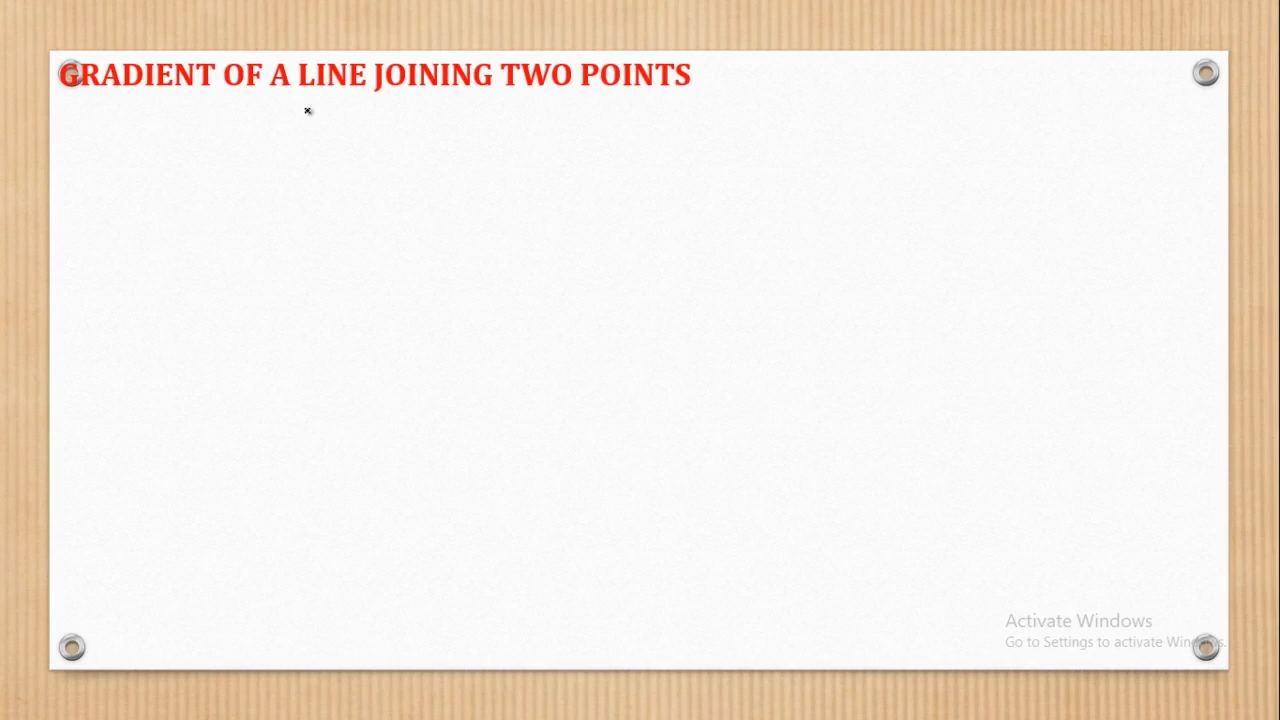 GRADIENT OF A LINE JOINING TWO POINTS
Activate Windows
Go to Settings to activate Windows.